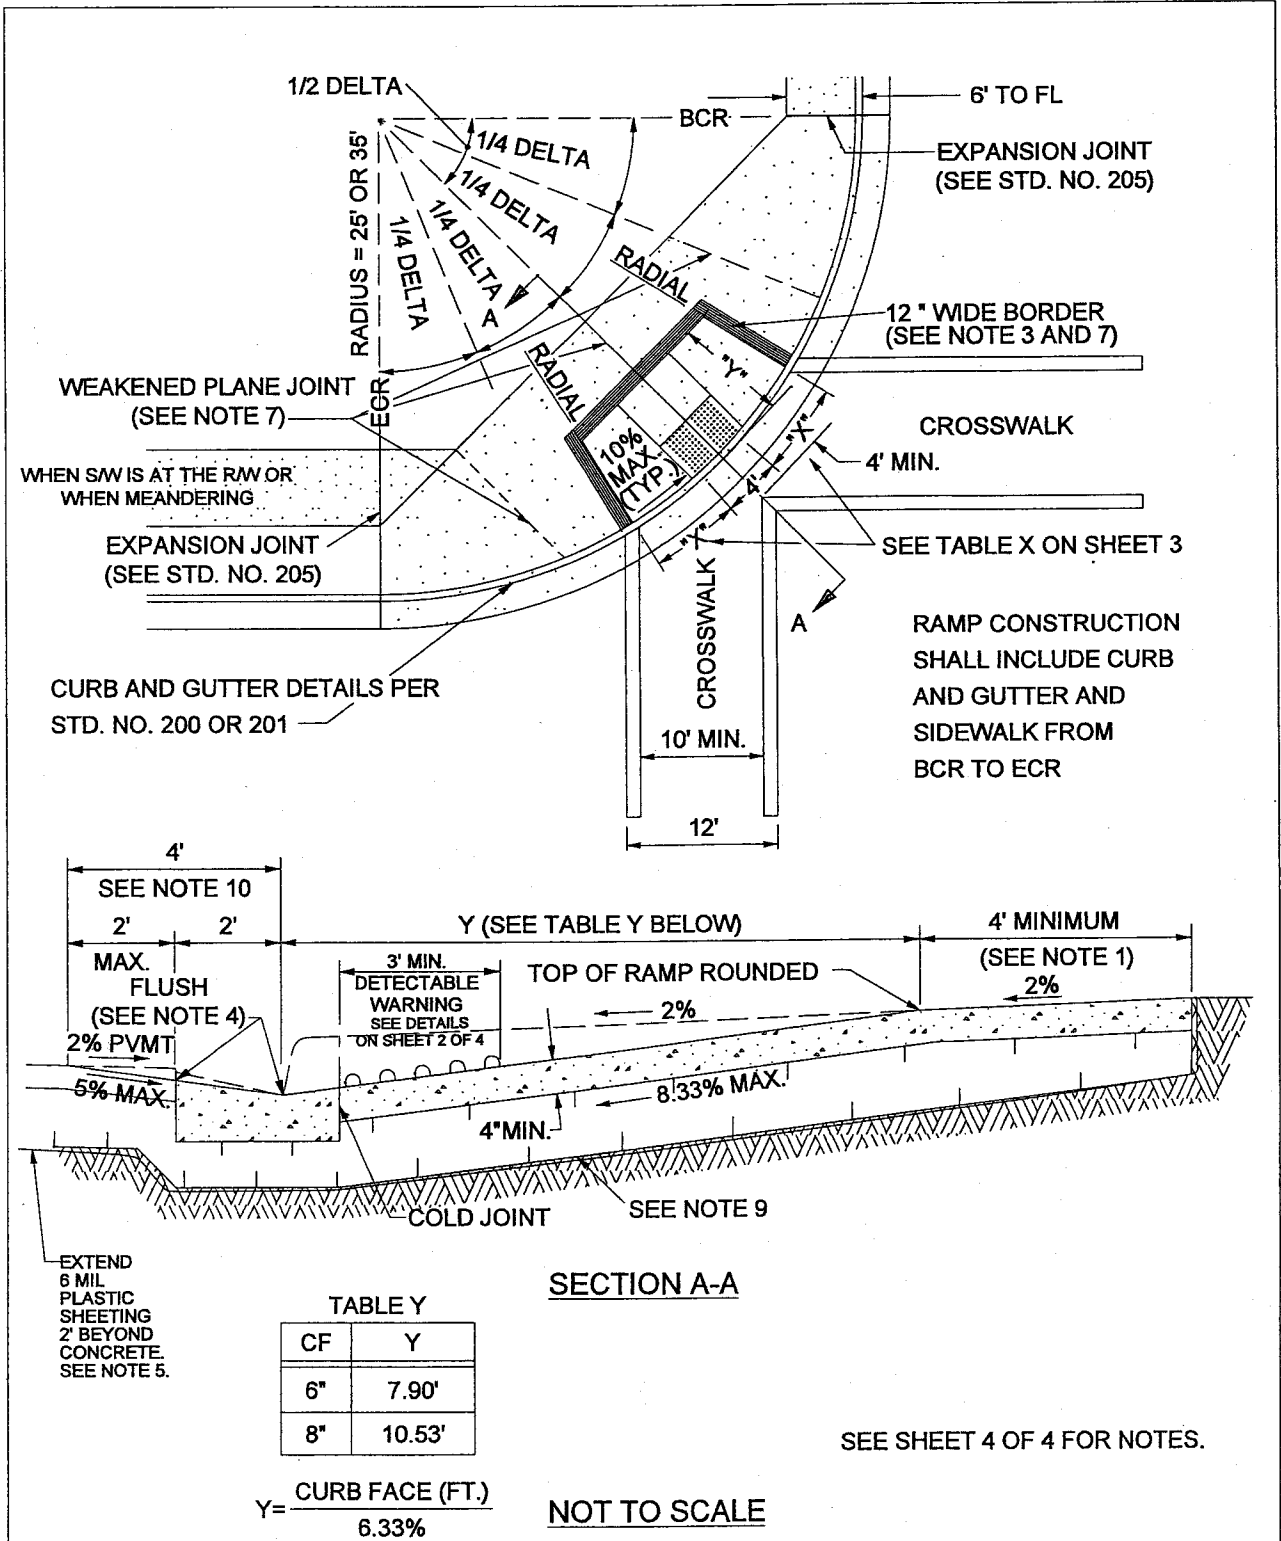 1/2 DELTA
6' TO FL
BCR
1/4 DELTA
EXPANSION JOINT
(SEE STD. NO. 205)
1/4 DELTA
1/4 DELTA
1/4 DELTA
RADIUS = 25' OR 35'
RADIAL
A
12 " WIDE BORDER
(SEE NOTE 3 AND 7)
RADIAL
"Y"
WEAKENED PLANE JOINT
(SEE NOTE 7)
ECR
CROSSWALK
"X"
10%
MAX
(TYP.)
4' MIN.
4'
WHEN S/W IS AT THE R/W OR
WHEN MEANDERING
EXPANSION JOINT
(SEE STD. NO. 205)
"X"
SEE TABLE X ON SHEET 3
CROSSWALK
A
RAMP CONSTRUCTION
SHALL INCLUDE CURB
AND GUTTER AND
SIDEWALK FROM
BCR TO ECR
CURB AND GUTTER DETAILS PER
STD. NO. 200 OR 201
10' MIN.
12'
4'
SEE NOTE 10
2'
2'
Y (SEE TABLE Y BELOW)
4' MINIMUM
(SEE NOTE 1)
MAX.
FLUSH
(SEE NOTE 4)
3' MIN.
DETECTABLE
WARNING
SEE DETAILS
ON SHEET 2 OF 4
TOP OF RAMP ROUNDED
2%
2%
2% PVMT
5% MAX.
8.33% MAX.
4"MIN.
COLD JOINT
SEE NOTE 9
EXTEND
6 MIL
PLASTIC
SHEETING
2' BEYOND
CONCRETE.
SEE NOTE 5.
SECTION A-A
TABLE Y
CF Y
6" 7.90'
8" 10.53'
SEE SHEET 4 OF 4 FOR NOTES.
Y= CURB FACE (FT.)
6.33%
NOT TO SCALE